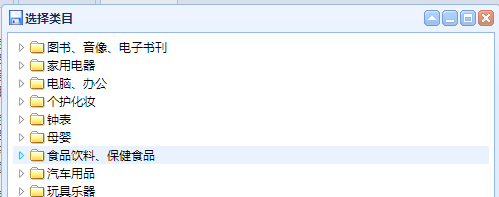 选择类目
图书、音像、电子书刊
家用电器
电脑、办公
个护化妆
钟表
母婴
食品饮料、保健食品
汽车用品
玩具乐器